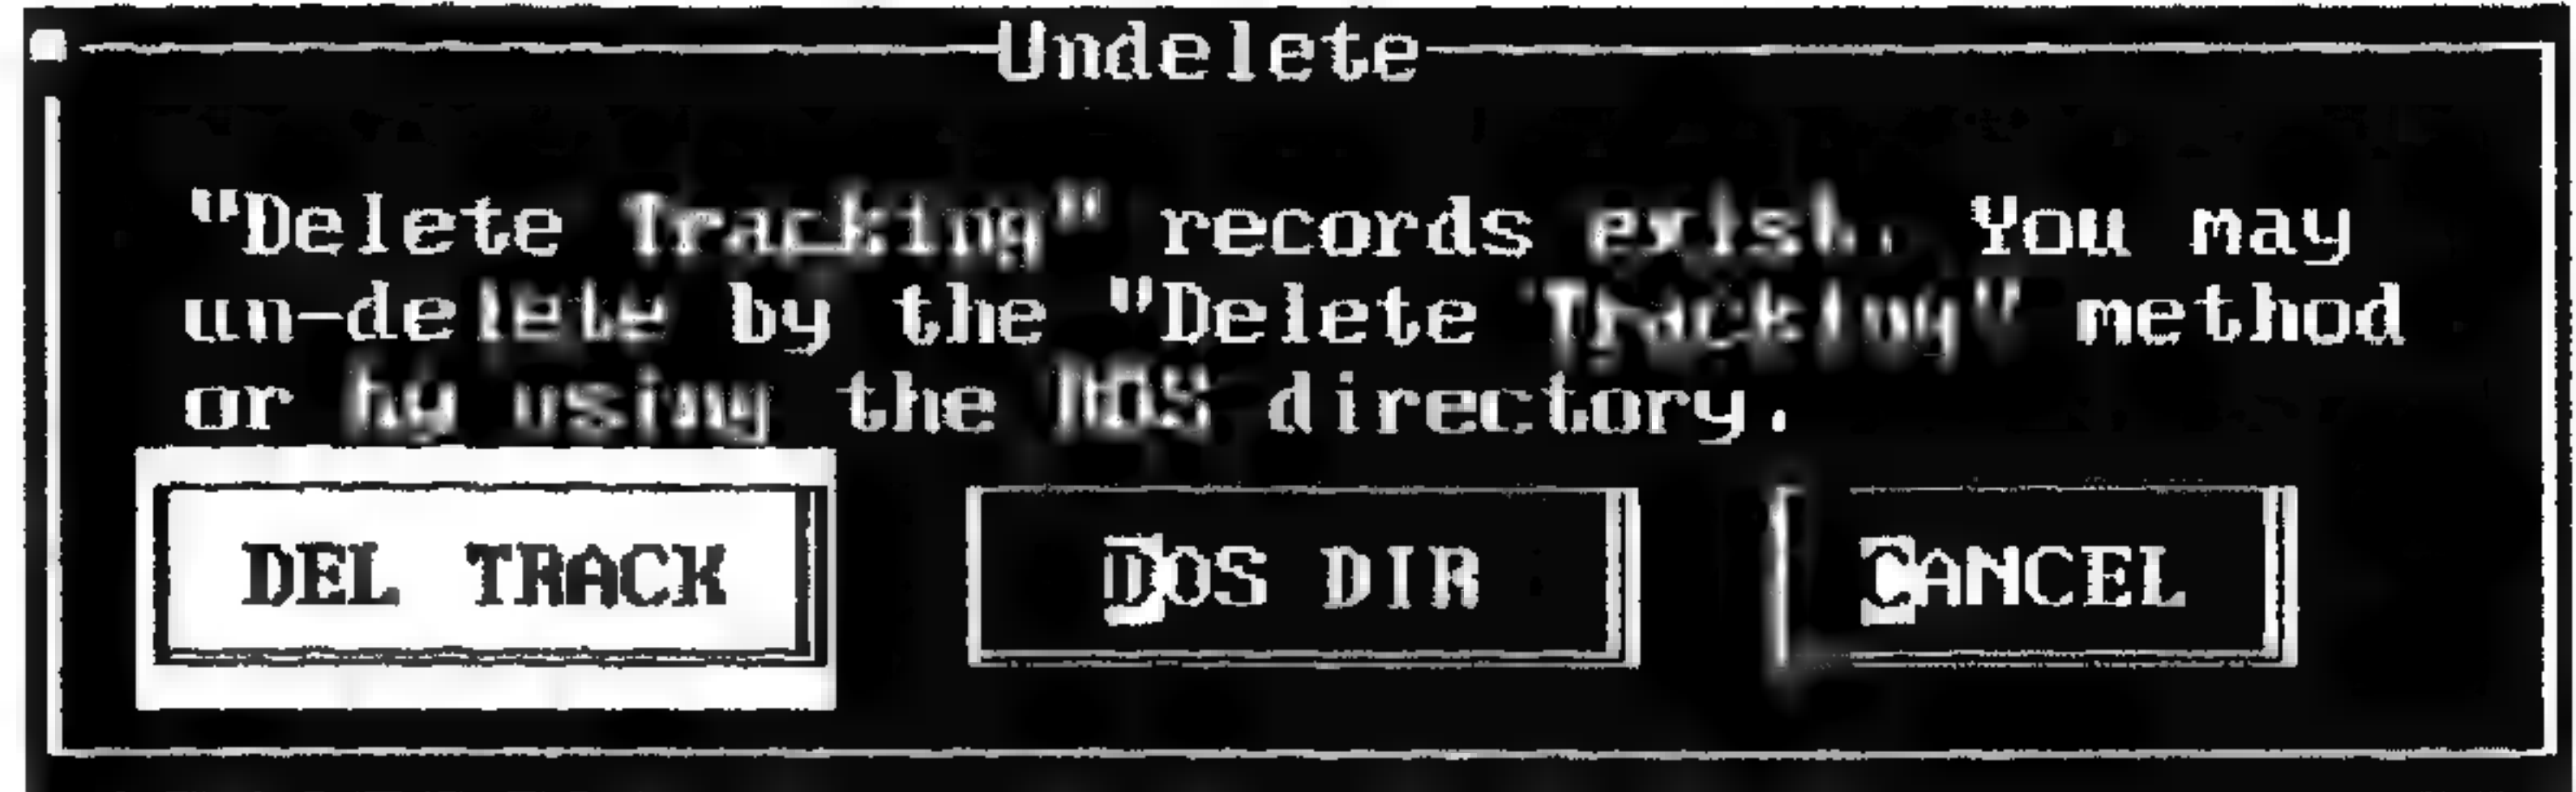 Undelete
"Delete Tracking" records exist. You may
un-delete by the "Delete Tracking" method
or by using the DOS directory.
DEL TRACK DOS DIR CANCEL